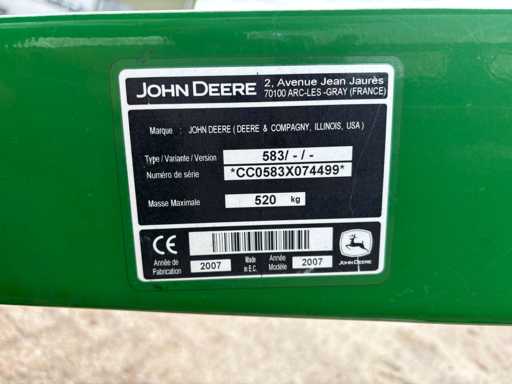 JOHN DEERE
2, Avenue Jean Jaurès
70100 ARC-LES -GRAY (FRANCE)
Marque : JOHN DEERE ( DEERE & COMPAGNY, ILLINOIS, USA )
Type / Variante / Version 583/ - / -
Numéro de série *CC0583X074499*
Masse Maximale 520 kg
CE
Année de Fabrication 2007
Made in E.C.
Année Modèle 2007
JOHN DEERE